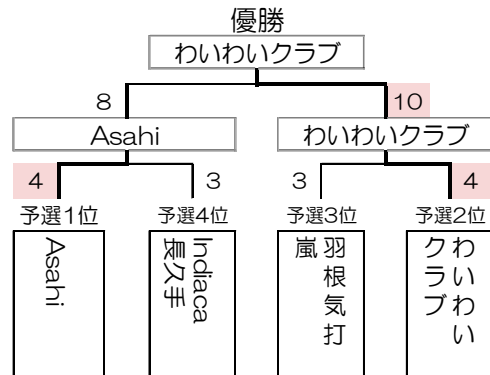 優勝
わいわいクラブ
8
10
Asahi
わいわいクラブ
4
3
3
4
予選1位
予選4位
予選3位
予選2位
Asahi
Indiaca
長久手
羽根気打
嵐
わいわい
クラブ